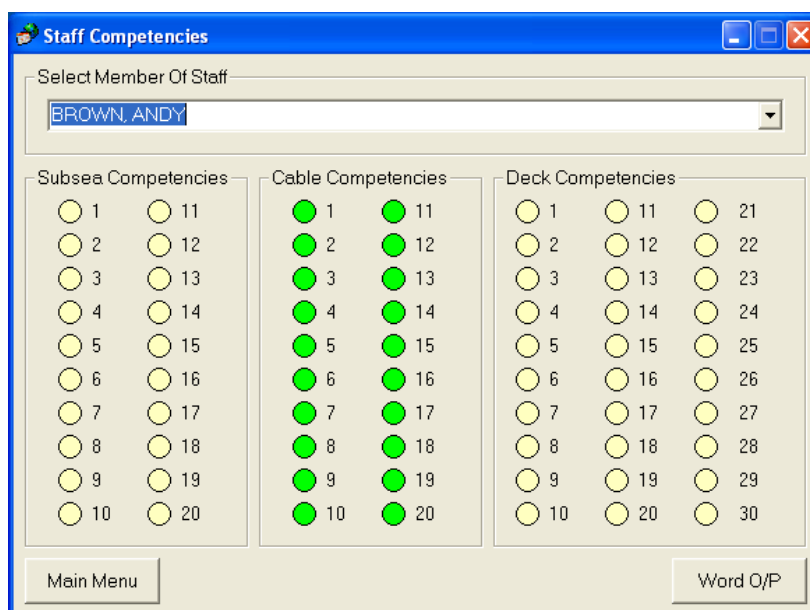 Staff Competencies
Select Member Of Staff
BROWN, ANDY
Subsea Competencies Cable Competencies Deck Competencies
1 11 1 11 1 11 21
2 12 2 12 2 12 22
3 13 3 13 3 13 23
4 14 4 14 4 14 24
5 15 5 15 5 15 25
6 16 6 16 6 16 26
7 17 7 17 7 17 27
8 18 8 18 8 18 28
9 19 9 19 9 19 29
10 20 10 20 10 20 30
Main Menu Word O/P